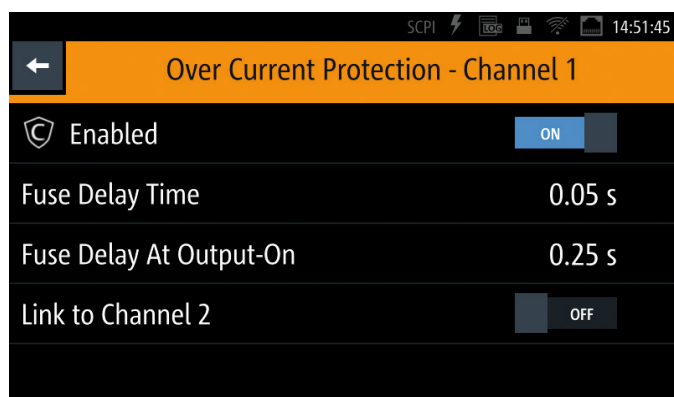 SCPI LOG 14:51:45
Over Current Protection - Channel 1
C Enabled ON
Fuse Delay Time 0.05 s
Fuse Delay At Output-On 0.25 s
Link to Channel 2 OFF